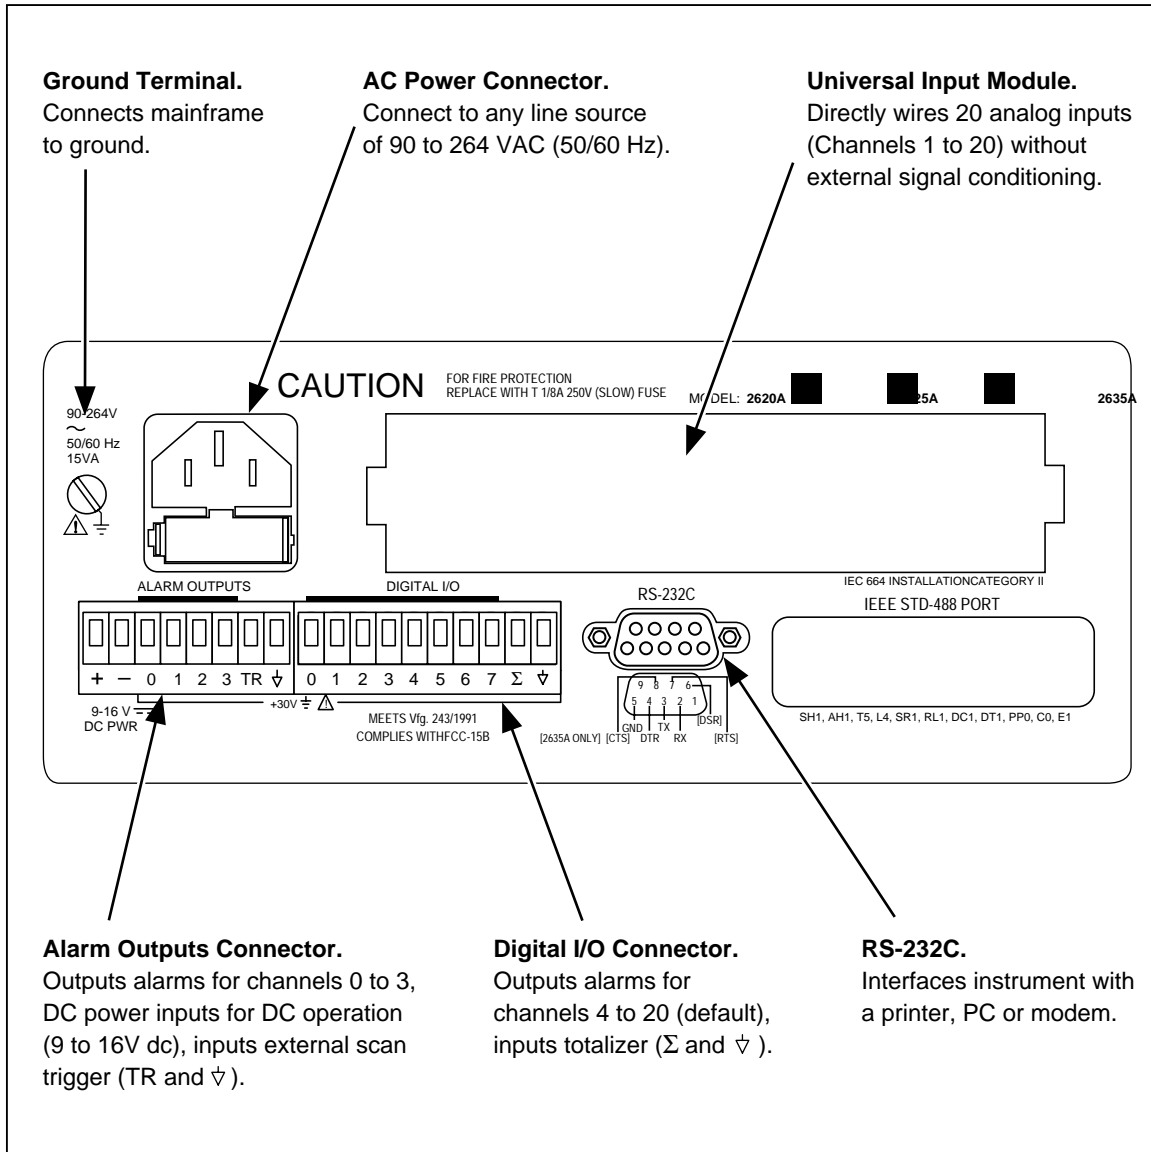 Ground Terminal.
Connects mainframe
to ground.
AC Power Connector.
Connect to any line source
of 90 to 264 VAC (50/60 Hz).
Universal Input Module.
Directly wires 20 analog inputs
(Channels 1 to 20) without
external signal conditioning.
CAUTION
FOR FIRE PROTECTION
REPLACE WITH T 1/8A 250V (SLOW) FUSE
MODEL: 2620A 25A 2635A
90-264V
50/60 Hz
15VA
ALARM OUTPUTS
DIGITAL I/O
+ – 0 1 2 3 TR
0 1 2 3 4 5 6 7 Σ
9-16 V
DC PWR
+30V
MEETS Vfg. 243/1991
COMPLIES WITHFCC-15B
RS-232C
9 8 7 6
5 4 3 2 1
GND TX [DSR]
[2635A ONLY] [CTS] DTR RX [RTS]
IEC 664 INSTALLATIONCATEGORY II
IEEE STD-488 PORT
SH1, AH1, T5, L4, SR1, RL1, DC1, DT1, PP0, C0, E1
Alarm Outputs Connector.
Outputs alarms for channels 0 to 3,
DC power inputs for DC operation
(9 to 16V dc), inputs external scan
trigger (TR and ⏚).
Digital I/O Connector.
Outputs alarms for
channels 4 to 20 (default),
inputs totalizer (Σ and ⏚).
RS-232C.
Interfaces instrument with
a printer, PC or modem.